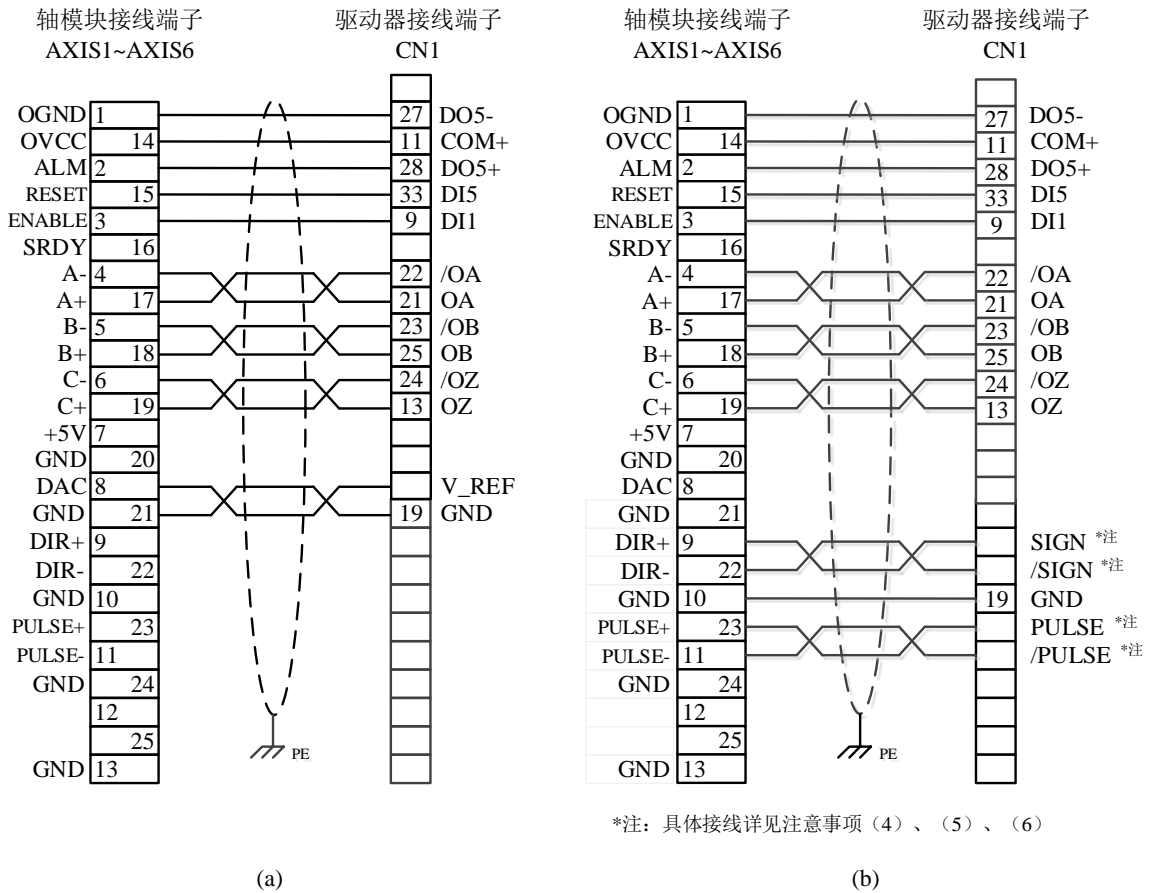 轴模块接线端子 驱动器接线端子
AXIS1~AXIS6 CN1
OGND 1 27 DO5-
OVCC 14 11 COM+
ALM 2 28 DO5+
RESET 15 33 DI5
ENABLE 3 9 DI1
SRDY 16
A- 4 22 /OA
A+ 17 21 OA
B- 5 23 /OB
B+ 18 25 OB
C- 6 24 /OZ
C+ 19 13 OZ
+5V 7
GND 20
DAC 8 V_REF
GND 21 19 GND
DIR+ 9
DIR- 22
GND 10
PULSE+ 23
PULSE- 11
GND 24
12
25
GND 13
PE
(a)
轴模块接线端子 驱动器接线端子
AXIS1~AXIS6 CN1
OGND 1 27 DO5-
OVCC 14 11 COM+
ALM 2 28 DO5+
RESET 15 33 DI5
ENABLE 3 9 DI1
SRDY 16
A- 4 22 /OA
A+ 17 21 OA
B- 5 23 /OB
B+ 18 25 OB
C- 6 24 /OZ
C+ 19 13 OZ
+5V 7
GND 20
DAC 8
GND 21
DIR+ 9 SIGN *注
DIR- 22 /SIGN *注
GND 10 19 GND
PULSE+ 23 PULSE *注
PULSE- 11 /PULSE *注
GND 24
12
25
GND 13
PE
*注：具体接线详见注意事项（4）、（5）、（6）
(b)